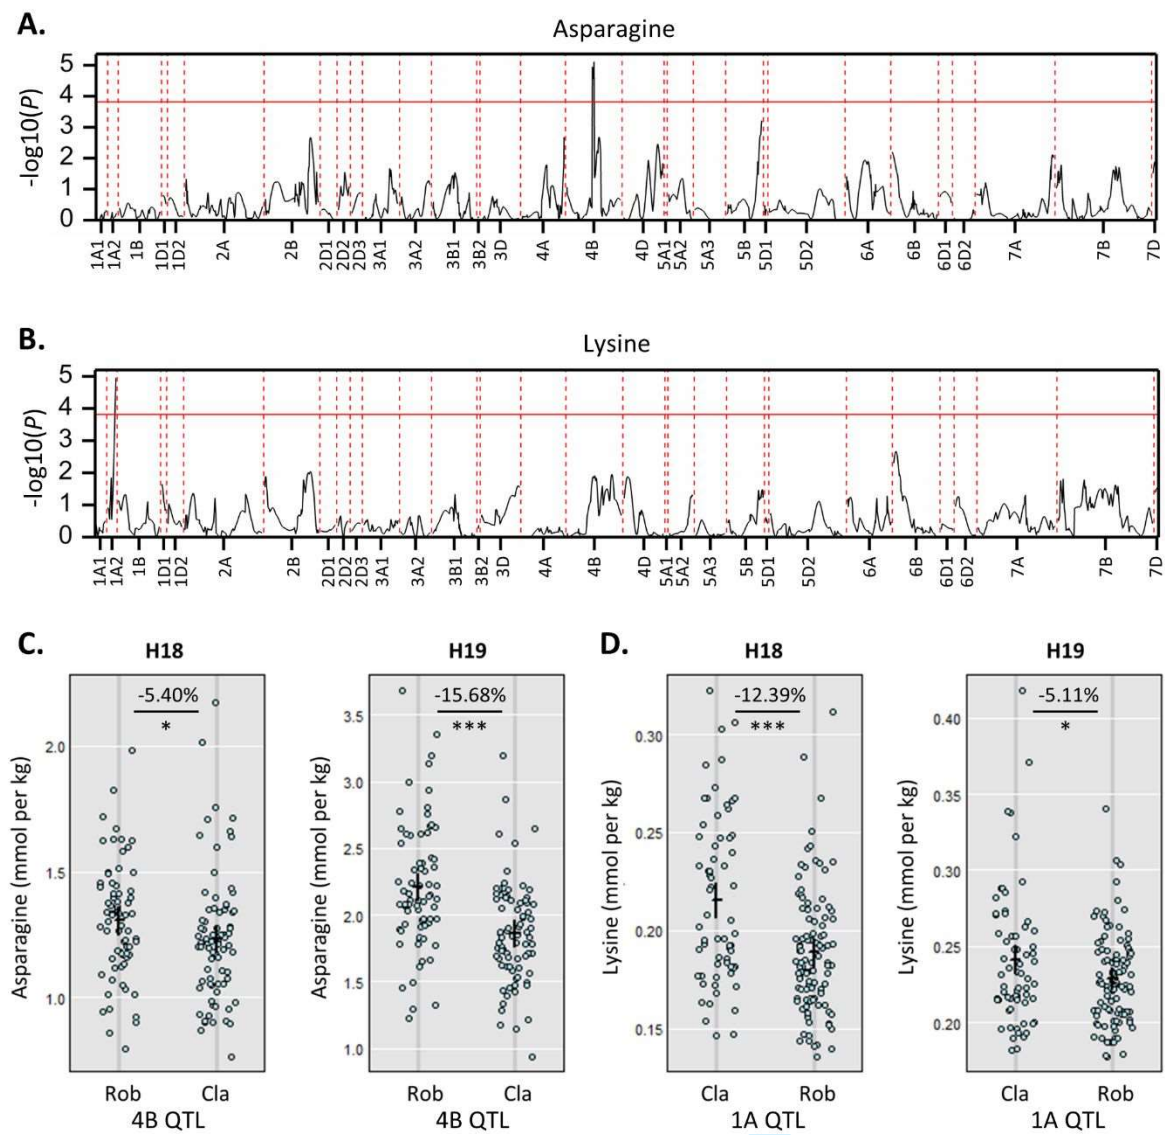 A.
Asparagine
-log10(P)
5
4
3
2
1
0
1A1 1A2 1B 1D1 1D2 2A 2B 2D1 2D2 2D3 3A1 3A2 3B1 3B2 3D 4A 4B 4D 5A1 5A2 5A3 5B 5D1 5D2 6A 6B 6D1 6D2 7A 7B 7D
B.
Lysine
-log10(P)
5
4
3
2
1
0
1A1 1A2 1B 1D1 1D2 2A 2B 2D1 2D2 2D3 3A1 3A2 3B1 3B2 3D 4A 4B 4D 5A1 5A2 5A3 5B 5D1 5D2 6A 6B 6D1 6D2 7A 7B 7D
C.
H18
-5.40%
*
Asparagine (mmol per kg)
2.0
1.5
1.0
Rob Cla
4B QTL
H19
-15.68%
***
Asparagine (mmol per kg)
3.5
3.0
2.5
2.0
1.5
1.0
Rob Cla
4B QTL
D.
H18
-12.39%
***
Lysine (mmol per kg)
0.30
0.25
0.20
0.15
Cla Rob
1A QTL
H19
-5.11%
*
Lysine (mmol per kg)
0.40
0.35
0.30
0.25
0.20
Cla Rob
1A QTL